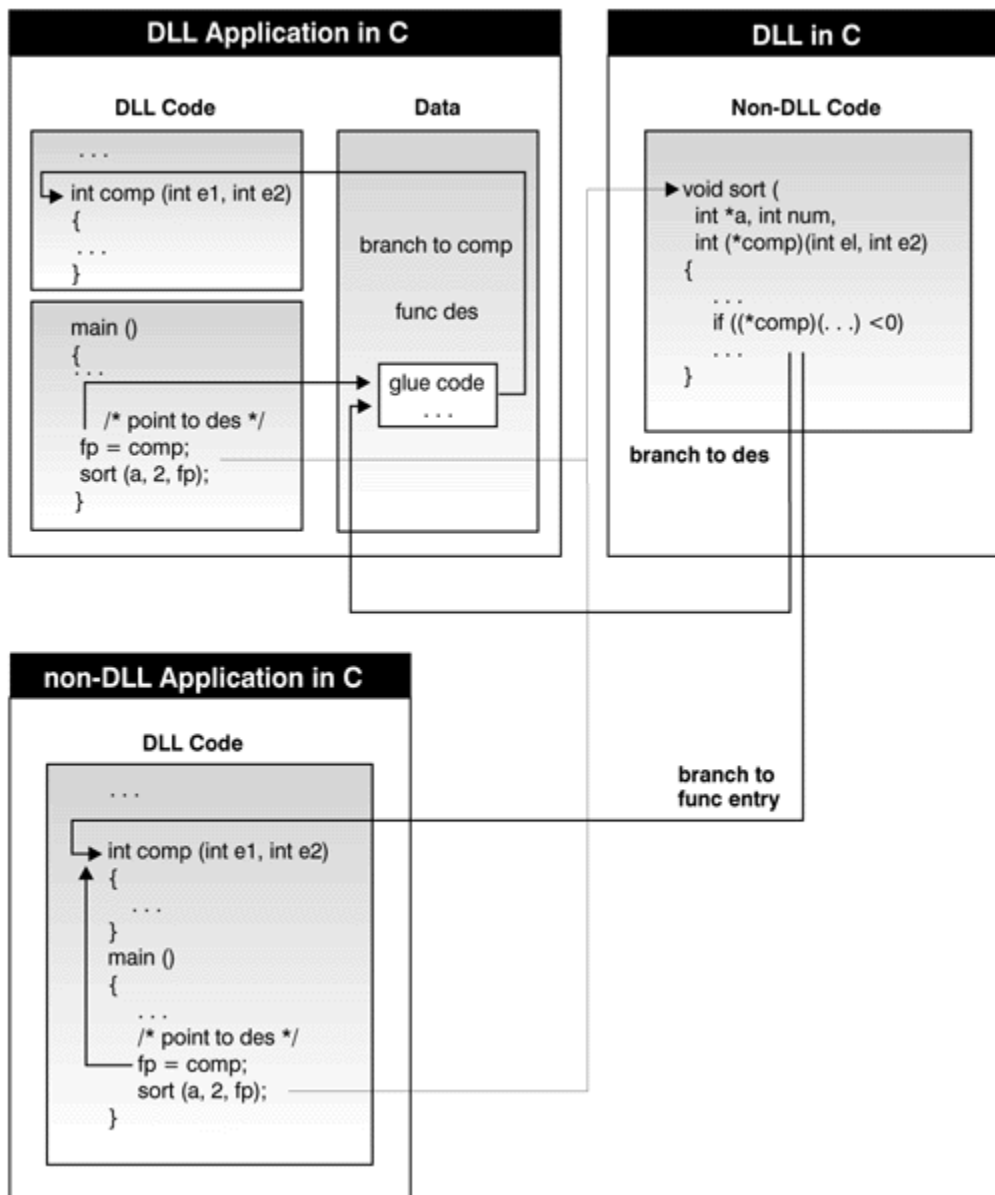 DLL Application in C
DLL Code
. . .
int comp (int e1, int e2)
{
. . .
}
main ()
{
. . .
/* point to des */
fp = comp;
sort (a, 2, fp);
}
Data
branch to comp
func des
glue code
. . .
DLL in C
Non-DLL Code
void sort (
int *a, int num,
int (*comp)(int el, int e2)
{
. . .
if ((*comp)(. . .) <0)
. . .
}
branch to des
non-DLL Application in C
DLL Code
. . .
int comp (int e1, int e2)
{
. . .
}
main ()
{
. . .
/* point to des */
fp = comp;
sort (a, 2, fp);
}
branch to
func entry